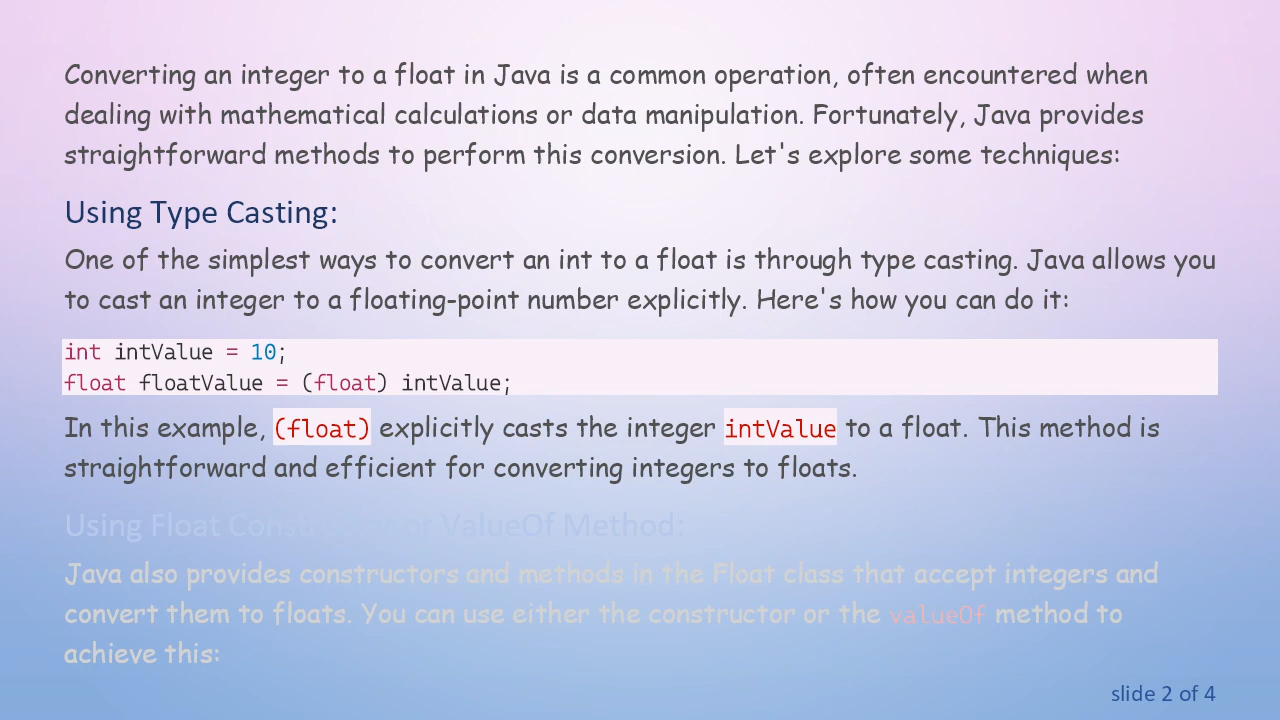 Converting an integer to a float in Java is a common operation, often encountered when
dealing with mathematical calculations or data manipulation. Fortunately, Java provides
straightforward methods to perform this conversion. Let's explore some techniques:
Using Type Casting:
One of the simplest ways to convert an int to a float is through type casting. Java allows you
to cast an integer to a floating-point number explicitly. Here's how you can do it:
int intValue = 10;
float floatValue = (float) intValue;
In this example, (float) explicitly casts the integer intValue to a float. This method is
straightforward and efficient for converting integers to floats.
Using Float Constructor or ValueOf Method:
Java also provides constructors and methods in the Float class that accept integers and
convert them to floats. You can use either the constructor or the valueOf method to
achieve this:
slide 2 of 4